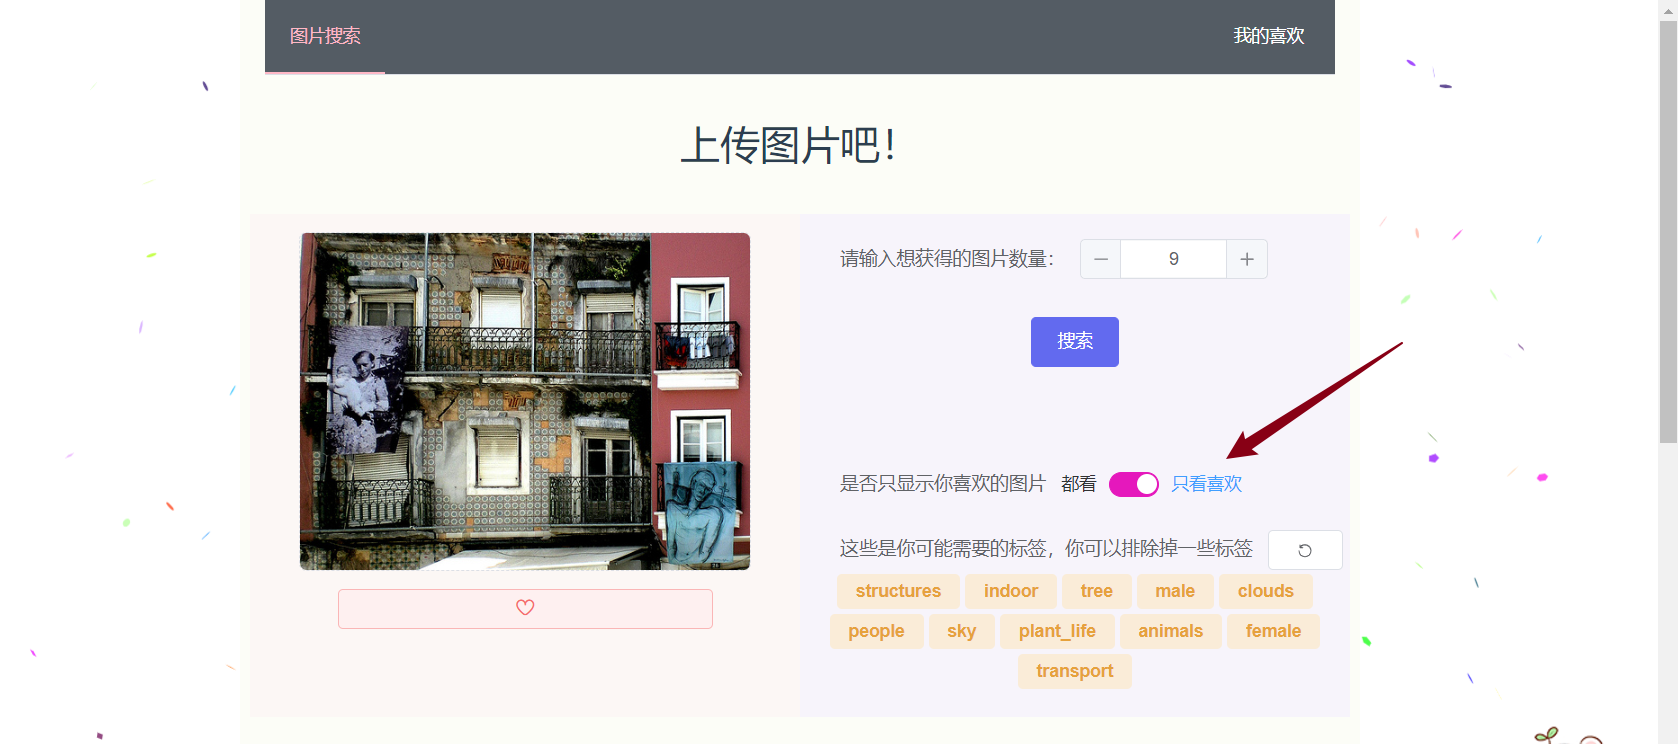 图片搜索 我的喜欢
上传图片吧！
请输入想获得的图片数量： 9
搜索
是否只显示你喜欢的图片 都看 只看喜欢
这些是你可能需要的标签，你可以排除掉一些标签
structures indoor tree male clouds
people sky plant_life animals female
transport